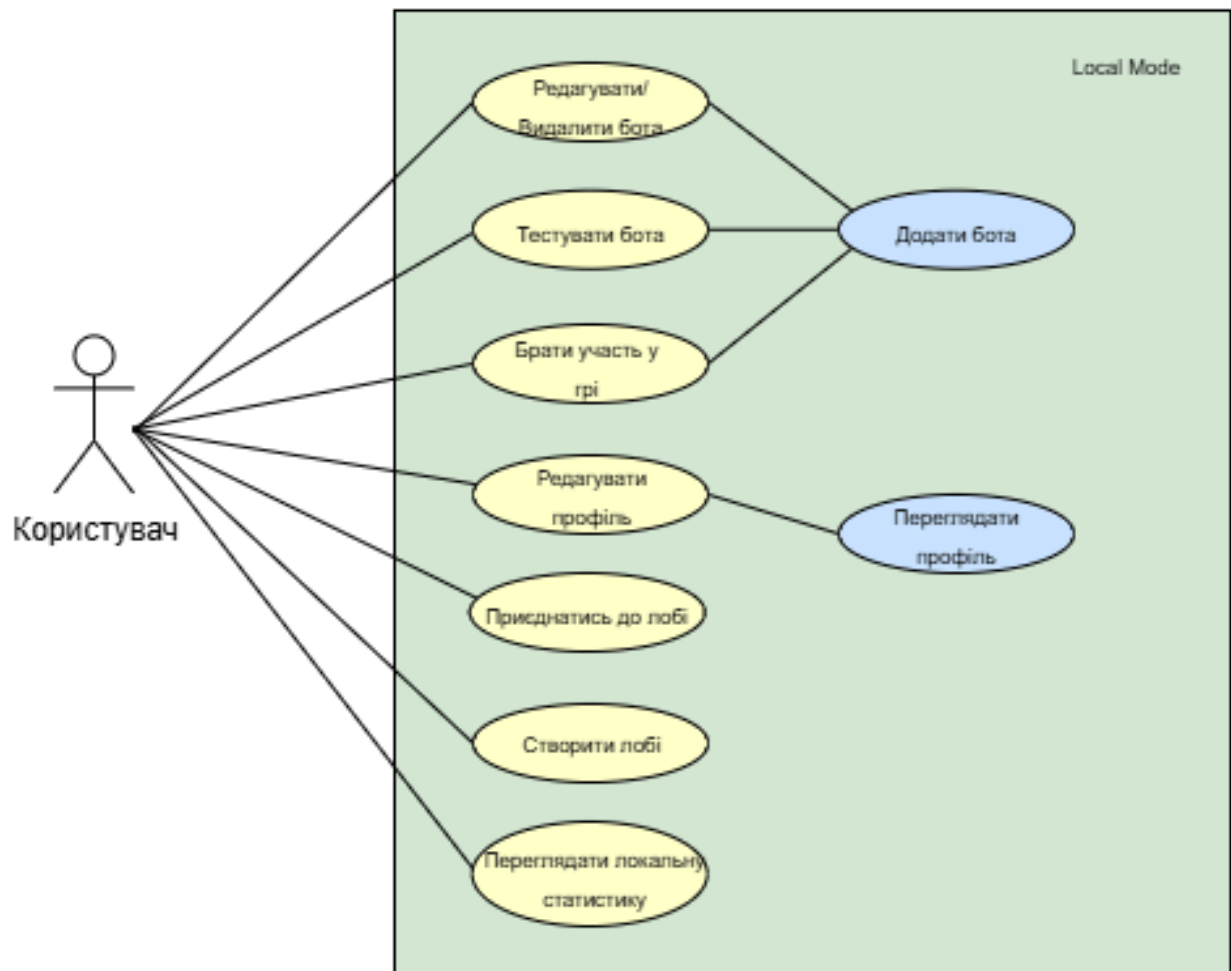 Local Mode
Редагувати/
Видалити бота
Тестувати бота
Додати бота
Брати участь у
грі
Редагувати
профіль
Переглядати
профіль
Користувач
Приєднатись до лобі
Створити лобі
Переглядати локальну
статистику